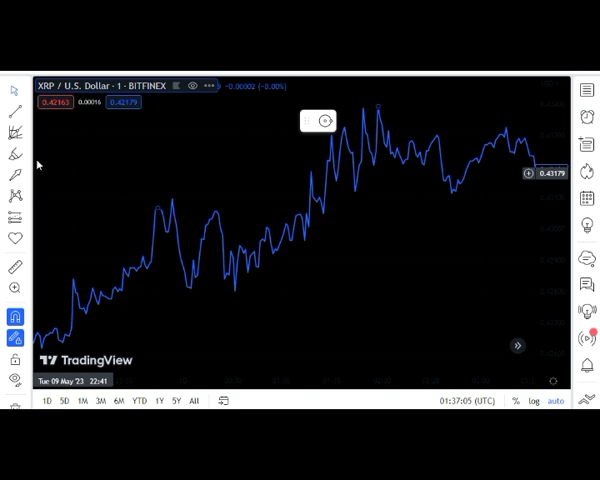 XRP / U.S. Dollar · 1 · BITFINEX −0.00002 (−0.00%)
0.42163 0.00016 0.42179
0.43179
TradingView
Tue 09 May '23 22:41
1D 5D 1M 3M 6M YTD 1Y 5Y All 01:37:05 (UTC) % log auto